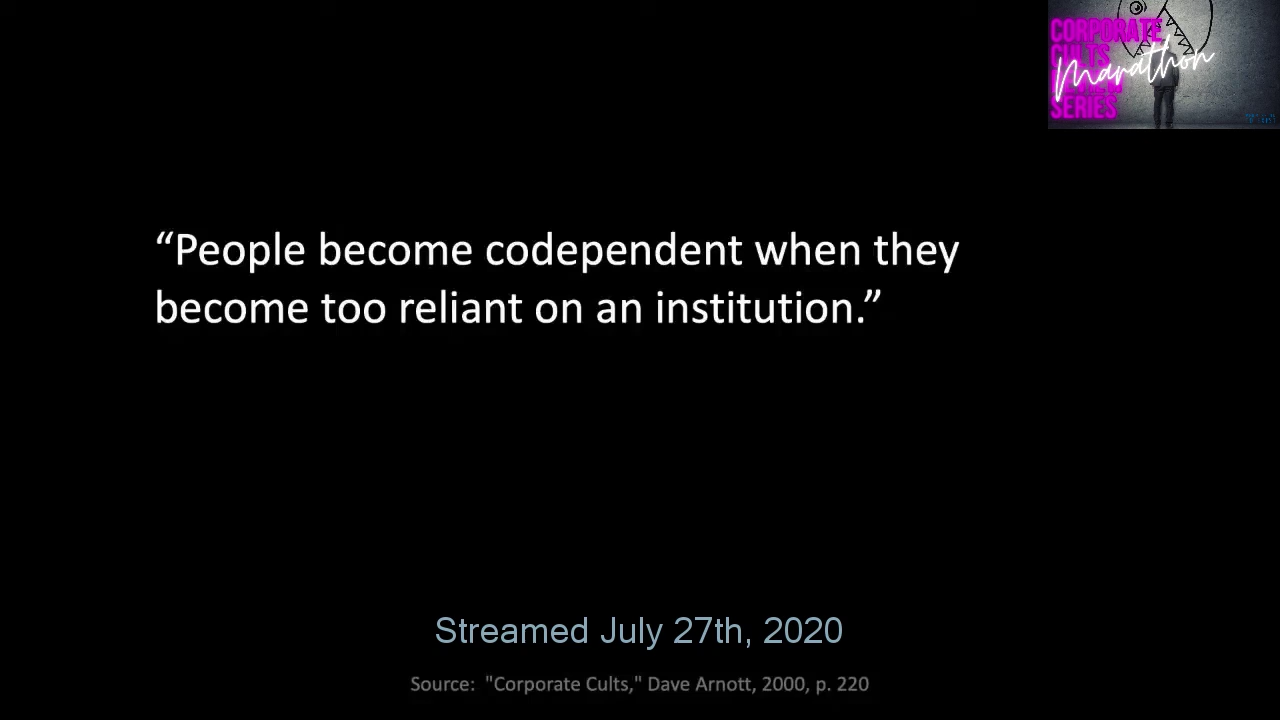 CORPORATE
CULTS
Marathon
SERIES
“People become codependent when they
become too reliant on an institution.”
Streamed July 27th, 2020
Source:  "Corporate Cults," Dave Arnott, 2000, p. 220